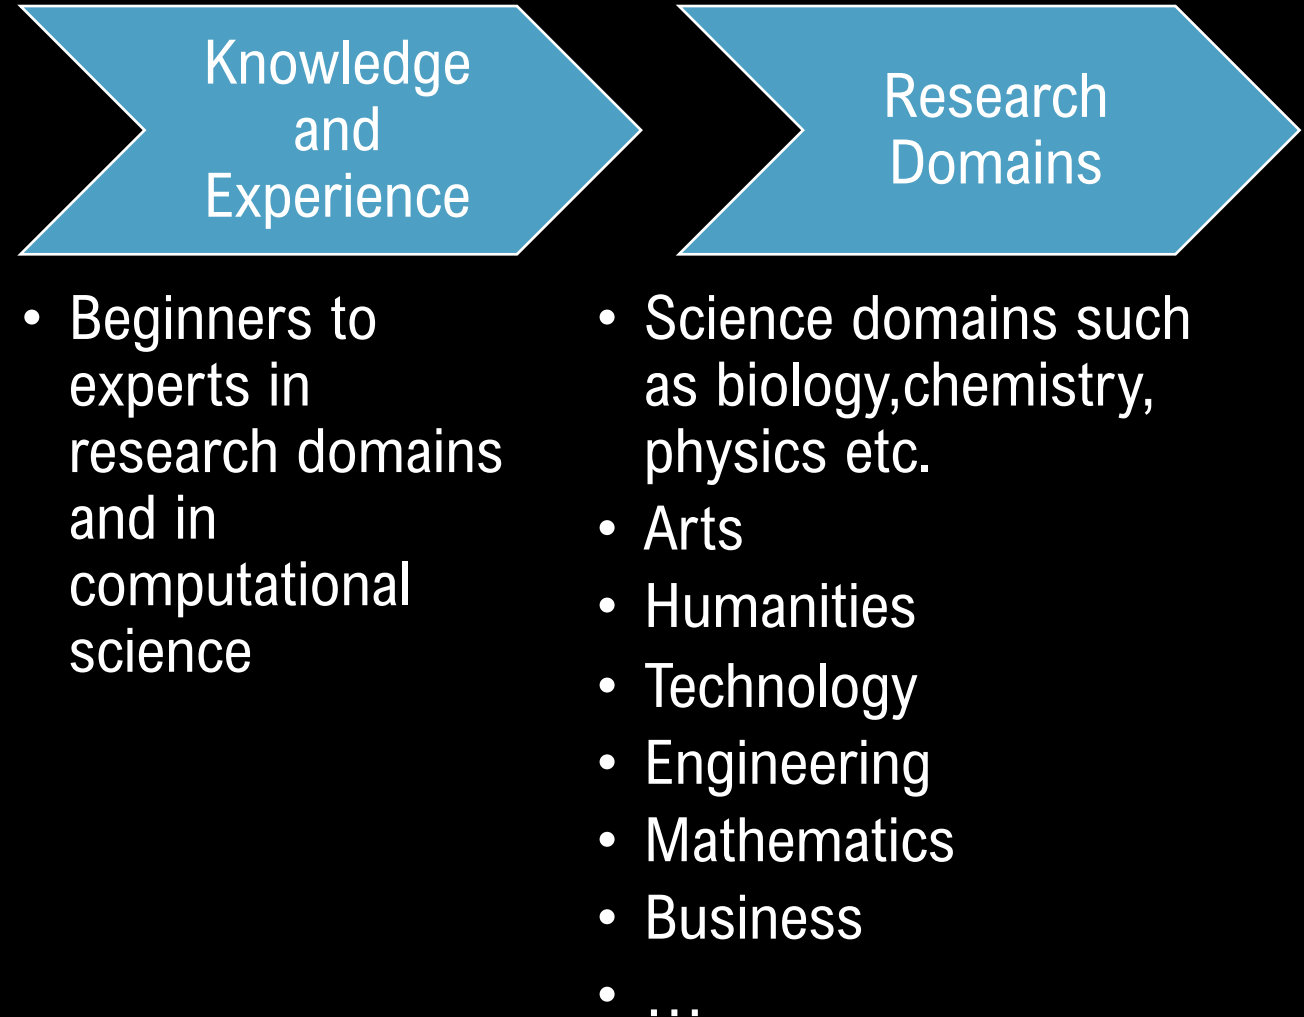 Knowledge
and
Experience
• Beginners to
experts in
research domains
and in
computational
science
Research
Domains
• Science domains such
as biology,chemistry,
physics etc.
• Arts
• Humanities
• Technology
• Engineering
• Mathematics
• Business
• …